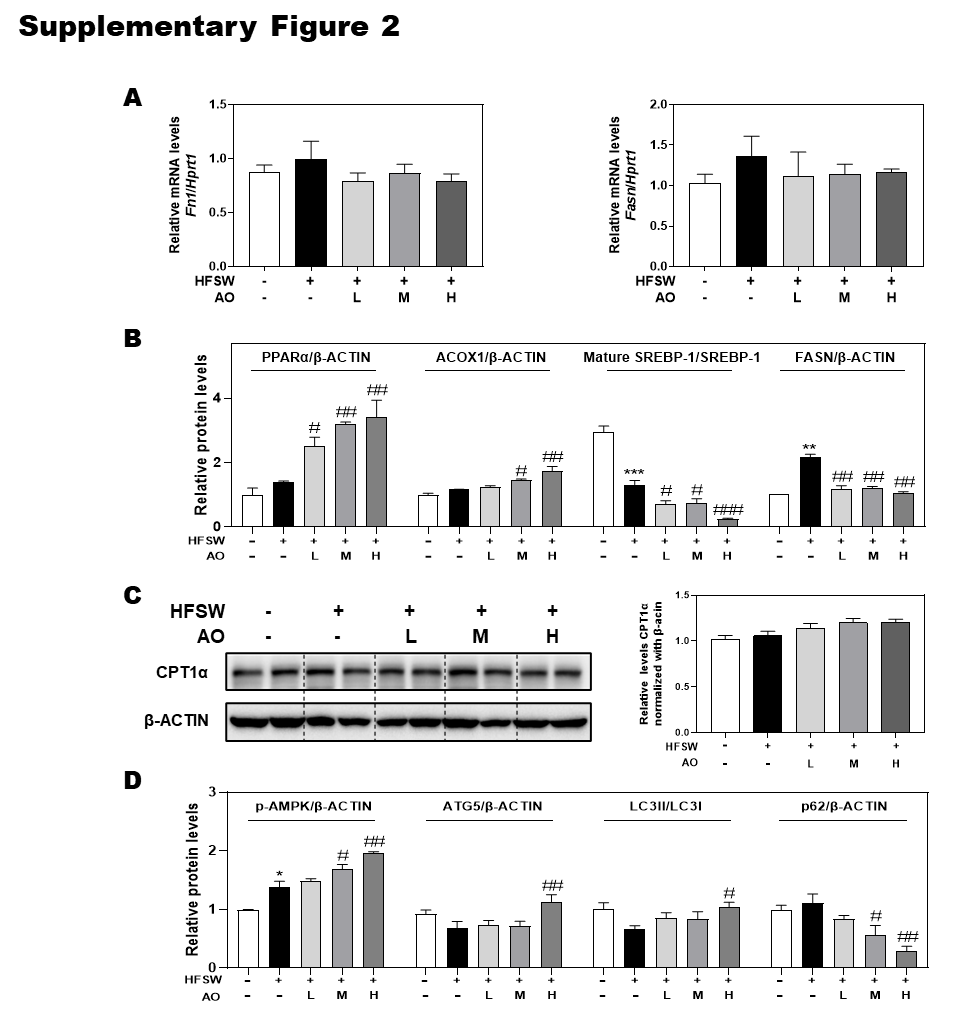 Supplementary Figure 2
A
Relative mRNA levels
Fn1/Hprt1
1.5
1.0
0.5
0.0
HFSW - + + + +
AO - - L M H
Relative mRNA levels
Fasn/Hprt1
2.0
1.5
1.0
0.5
0.0
HFSW - + + + +
AO - - L M H
B
Relative protein levels
4
2
0
PPARα/β-ACTIN ACOX1/β-ACTIN Mature SREBP-1/SREBP-1 FASN/β-ACTIN
# ## ##
# ##
*** # # ###
** ## ## ##
HFSW - + + + + - + + + + - + + + + - + + + +
AO - - L M H - - L M H - - L M H - - L M H
C
HFSW - + + + +
AO - - L M H
CPT1α
β-ACTIN
Relative levels CPT1α
normalized with β-acin
1.5
1.0
0.5
0.0
HFSW - + + + +
AO - - L M H
D
Relative protein levels
3
2
1
0
p-AMPK/β-ACTIN ATG5/β-ACTIN LC3II/LC3I p62/β-ACTIN
* # ##
##
#
# ##
HFSW - + + + + - + + + + - + + + + - + + + +
AO - - L M H - - L M H - - L M H - - L M H